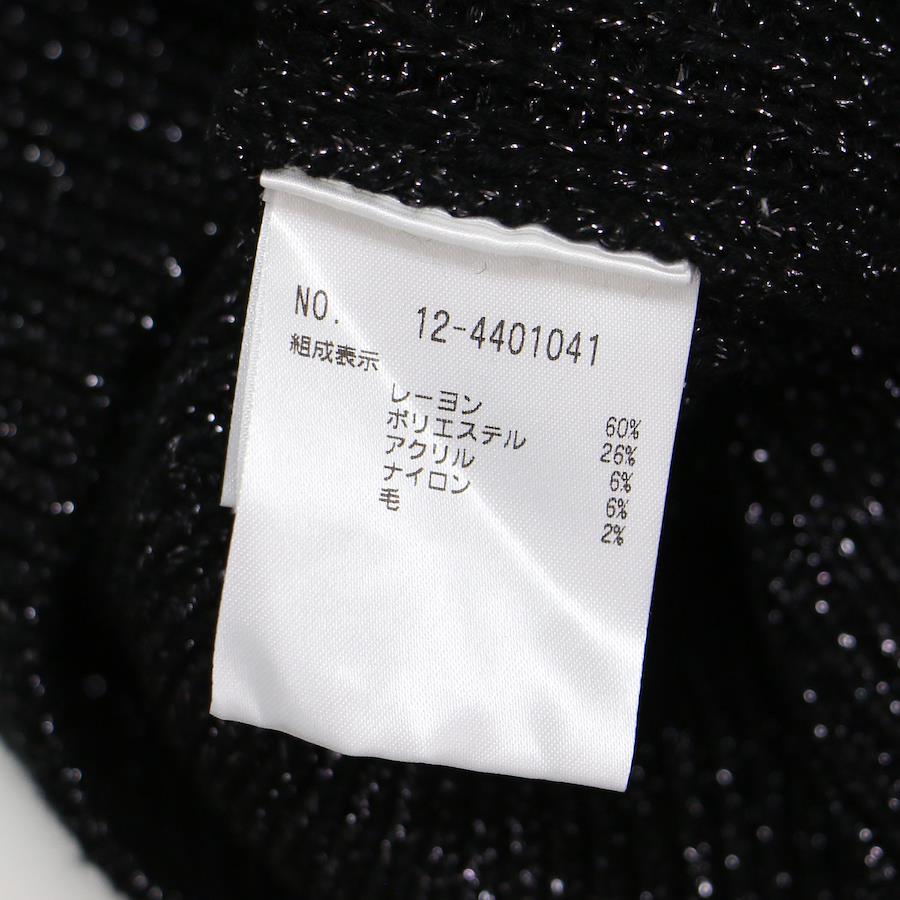 NO. 12-4401041
組成表示
レーヨン 60%
ポリエステル 26%
アクリル 6%
ナイロン 6%
毛 2%